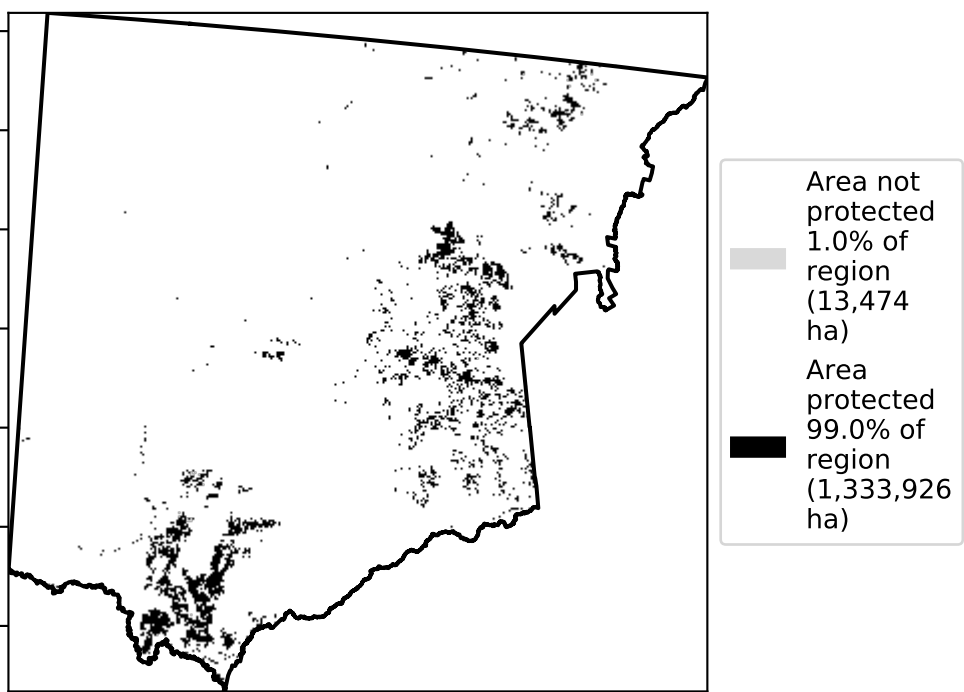 Area not
protected
1.0% of
region
(13,474
ha)
Area
protected
99.0% of
region
(1,333,926
ha)